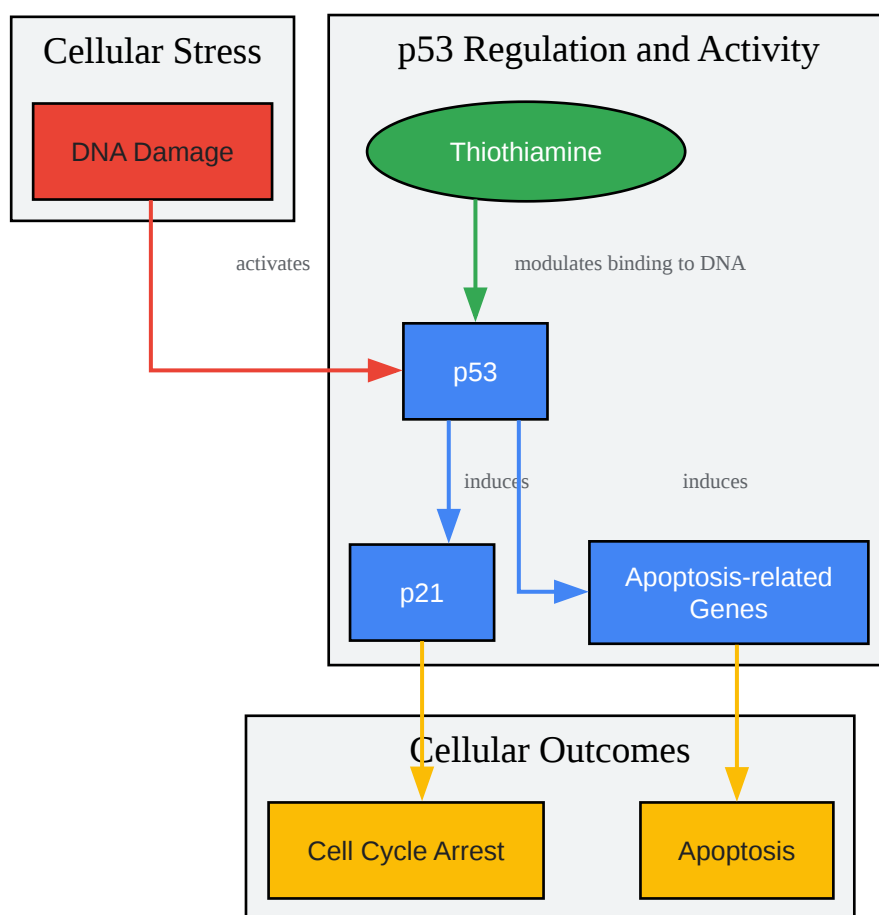 Cellular Stress
DNA Damage
p53 Regulation and Activity
Thiothiamine
activates
modulates binding to DNA
p53
induces
induces
p21
Apoptosis-related
Genes
Cellular Outcomes
Cell Cycle Arrest
Apoptosis